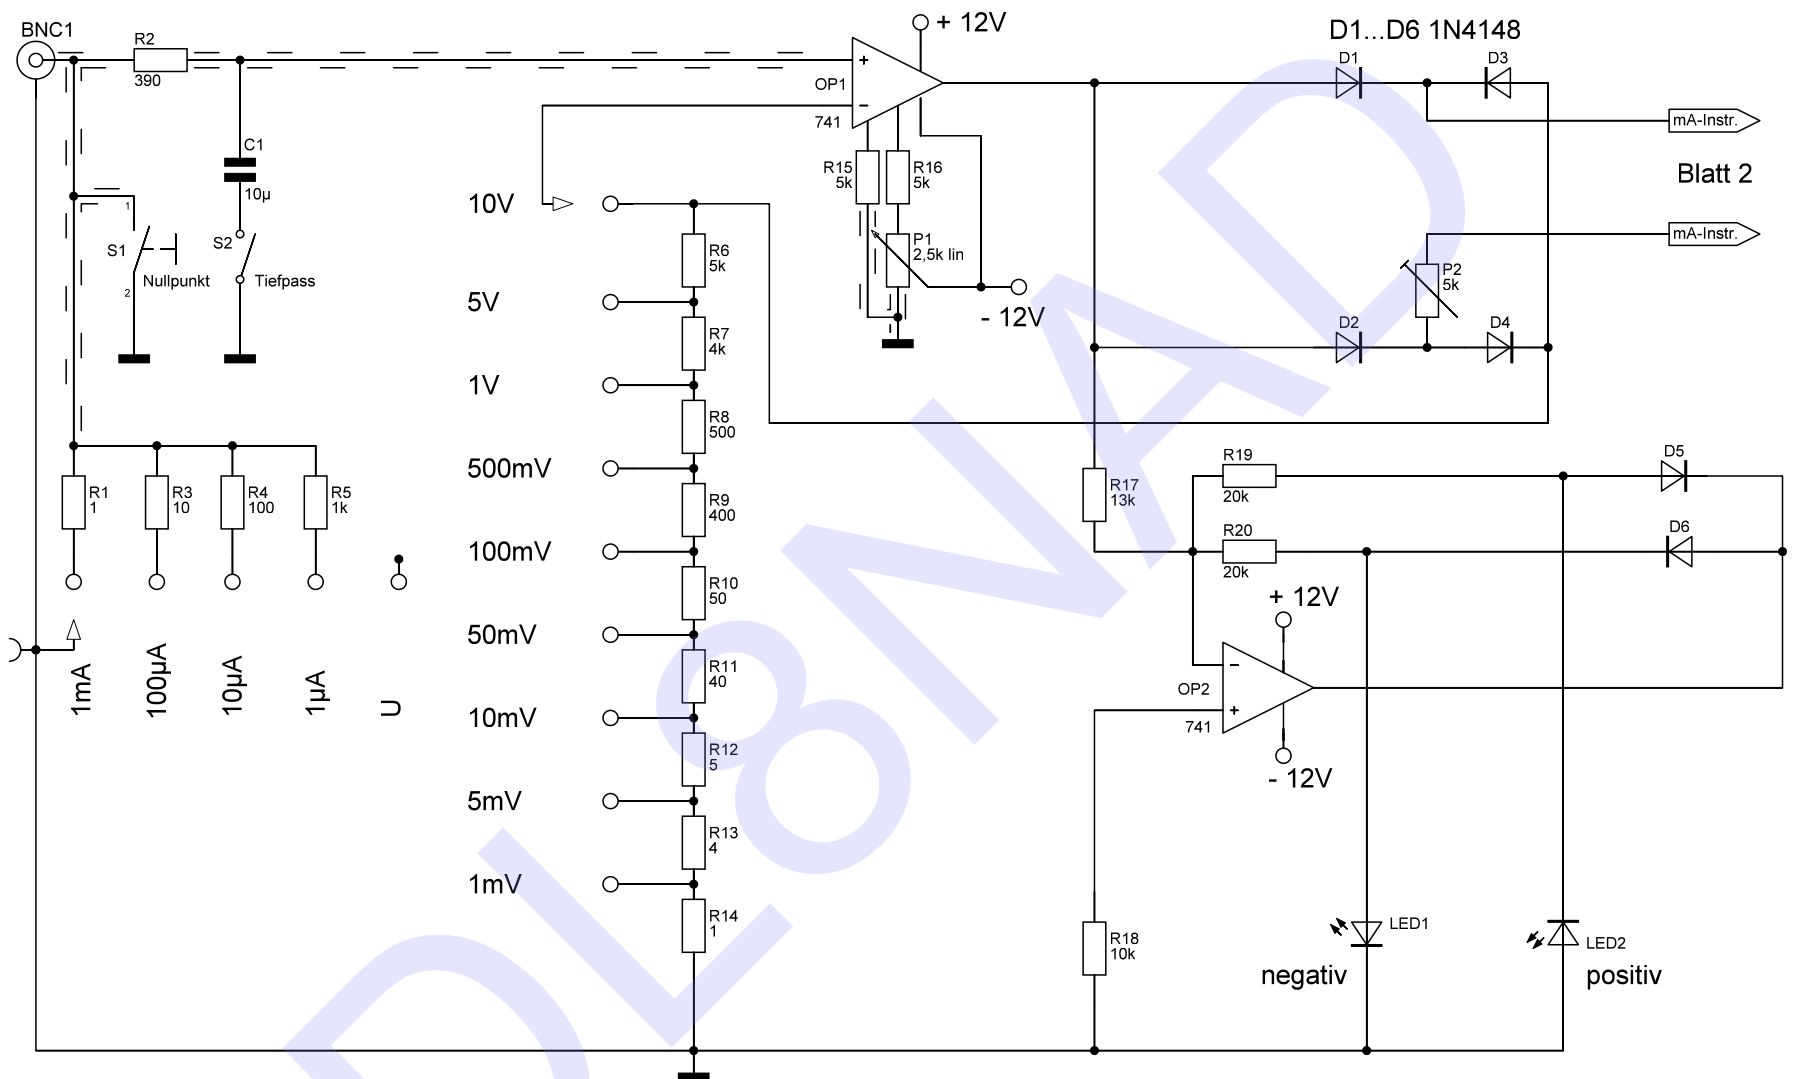 BNC1
R2
390
C1
10µ
1
S1
2
Nullpunkt
S2
Tiefpass
R1
1
R3
10
R4
100
R5
1k
1mA
100µA
10µA
1µA
U
10V
5V
1V
500mV
100mV
50mV
10mV
5mV
1mV
R6
5k
R7
4k
R8
500
R9
400
R10
50
R11
40
R12
5
R13
4
R14
1
+ 12V
+
OP1
−
741
R15
5k
R16
5k
P1
2,5k lin
- 12V
D1...D6 1N4148
D1
D3
mA-Instr.
Blatt 2
mA-Instr.
P2
5k
D2
D4
R17
13k
R19
20k
D5
R20
20k
D6
+ 12V
−
OP2
+
741
- 12V
R18
10k
LED1
negativ
LED2
positiv
DL8NAD